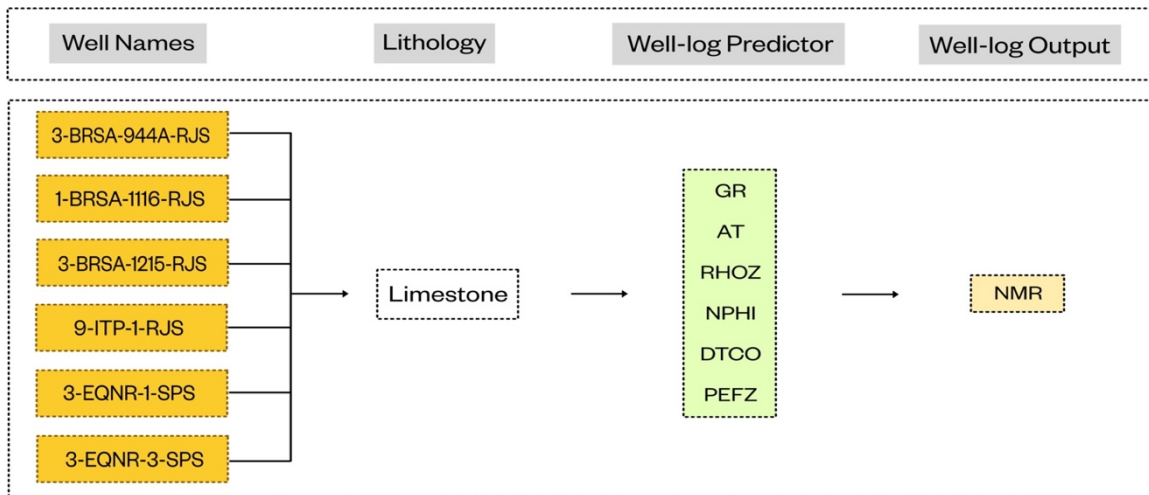 Well Names
Lithology
Well-log Predictor
Well-log Output
3-BRSA-944A-RJS
1-BRSA-1116-RJS
3-BRSA-1215-RJS
9-ITP-1-RJS
3-EQNR-1-SPS
3-EQNR-3-SPS
Limestone
GR
AT
RHOZ
NPHI
DTCO
PEFZ
NMR